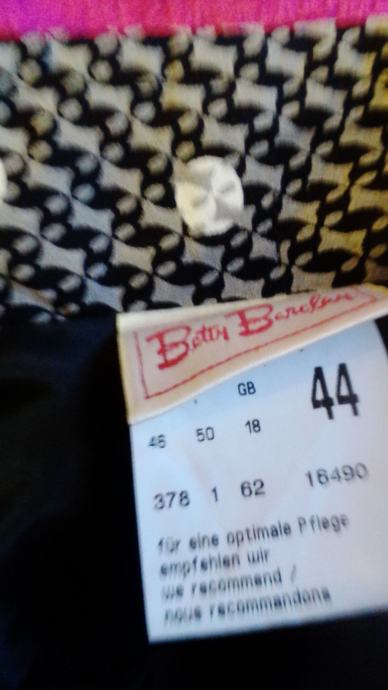 Betty Barclay
GB 44
46 50 18
378 1 62 16490
für eine optimale Pflege
empfehlen wir
we recommend /
nous recommandons